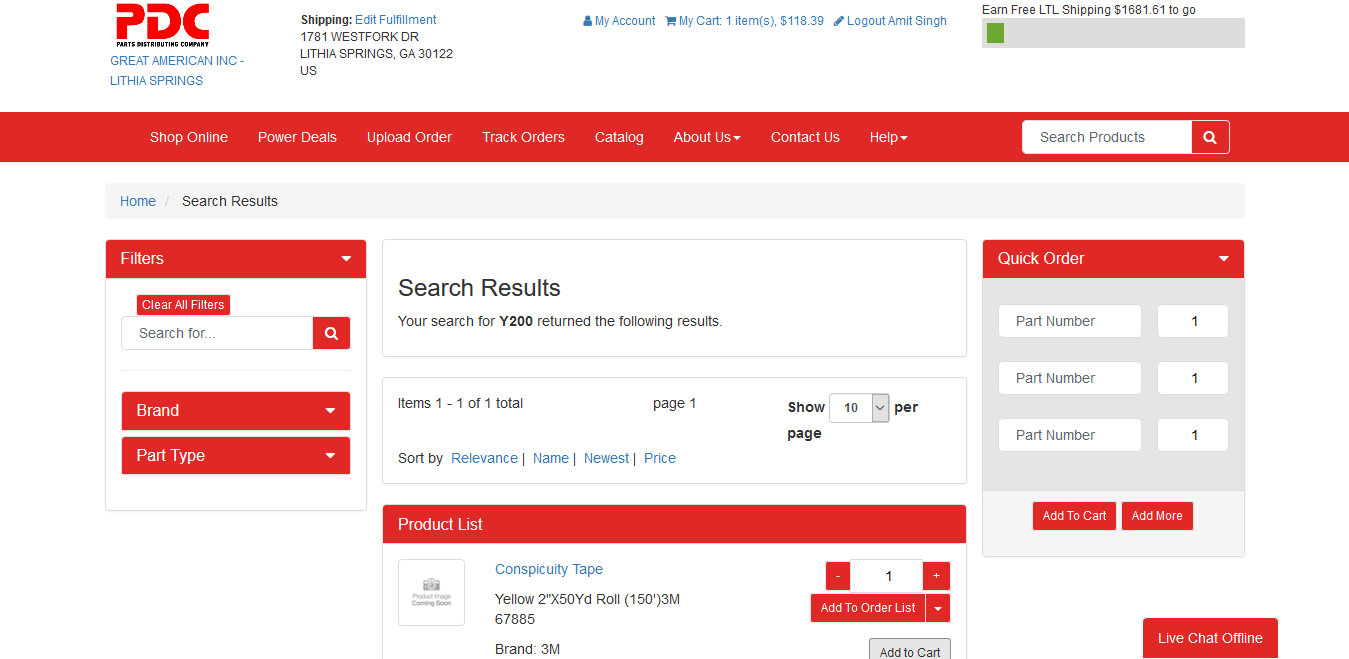 PDC
PARTS DISTRIBUTING COMPANY
GREAT AMERICAN INC -
LITHIA SPRINGS
Shipping: Edit Fulfillment
1781 WESTFORK DR
LITHIA SPRINGS, GA 30122
US
My Account My Cart: 1 item(s), $118.39 Logout Amit Singh
Earn Free LTL Shipping $1681.61 to go
Shop Online Power Deals Upload Order Track Orders Catalog About Us Contact Us Help Search Products
Home / Search Results
Filters
Clear All Filters
Search for...
Brand
Part Type
Search Results
Your search for Y200 returned the following results.
Items 1 - 1 of 1 total page 1 Show 10 per
page
Sort by Relevance | Name | Newest | Price
Product List
Product Image
Coming Soon
Conspicuity Tape
Yellow 2"X50Yd Roll (150')3M
67885
Brand: 3M
- 1 +
Add To Order List
Add to Cart
Quick Order
Part Number 1
Part Number 1
Part Number 1
Add To Cart Add More
Live Chat Offline